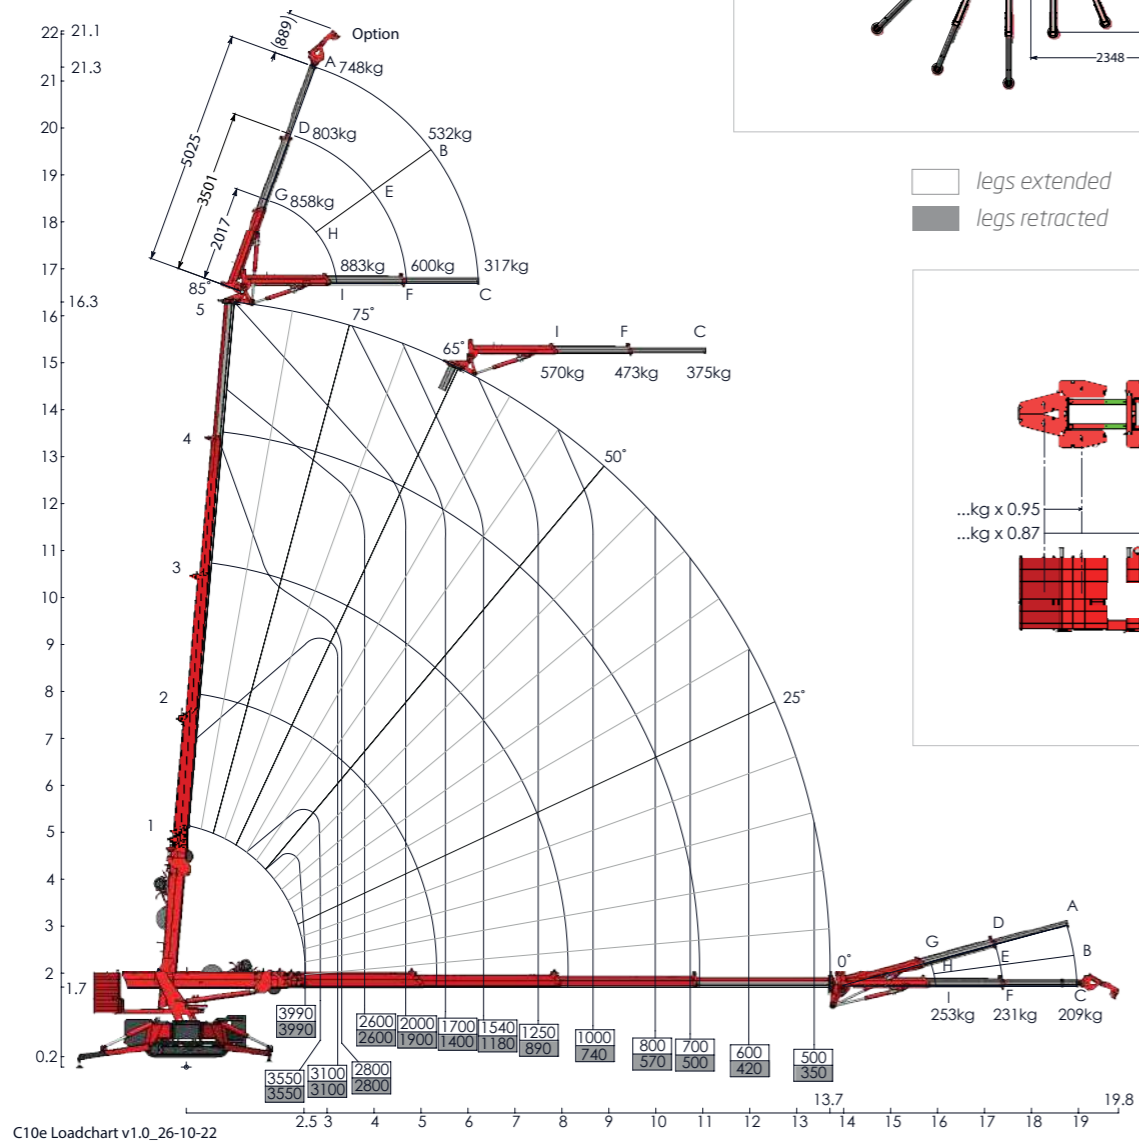 22 21.1
(889)
Option
21.3
A 748kg
21
20
D 803kg
532kg
B
5025
3501
2017
19
G 858kg
E
18
H
17
883kg 600kg 317kg
85°
I F C
16.3
5
75°
16
65°
I F C
15
570kg 473kg 375kg
14
4
13
50°
12
11
3
10
9
8
2
25°
7
6
5
1
4
3
A
D
G
B
E
H
0°
2
1.7
I F C
253kg 231kg 209kg
0.2
3990
3990
2600
2600
2000
1900
1700
1400
1540
1180
1250
890
1000
740
800
570
700
500
600
420
500
350
3550
3550
3100
3100
2800
2800
13.7 19.8
2.5 3 4 5 6 7 8 9 10 11 12 13 14 15 16 17 18 19
C10e Loadchart v1.0_26-10-22
2348
legs extended
legs retracted
...kg x 0.95
...kg x 0.87